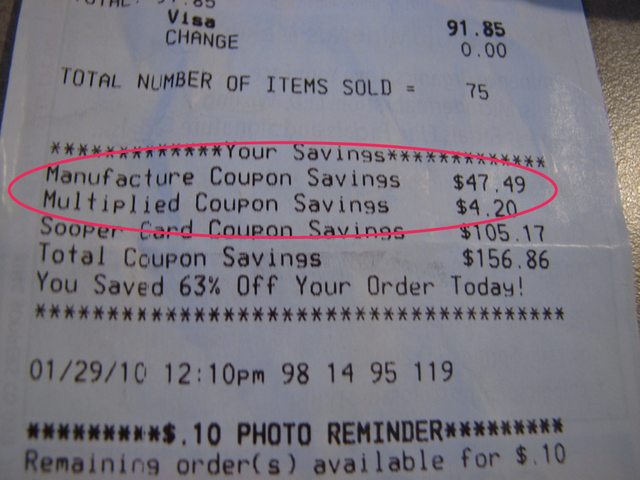 TOTAL: 91.85
Visa 91.85
CHANGE 0.00
TOTAL NUMBER OF ITEMS SOLD = 75
*************Your Savings*************
Manufacture Coupon Savings $47.49
Multiplied Coupon Savings $4.20
Sooper Card Coupon Savings $105.17
Total Coupon Savings $156.86
You Saved 63% Off Your Order Today!
****************************************
01/29/10 12:10pm 98 14 95 119
**********$.10 PHOTO REMINDER*********
Remaining order(s) available for $.10